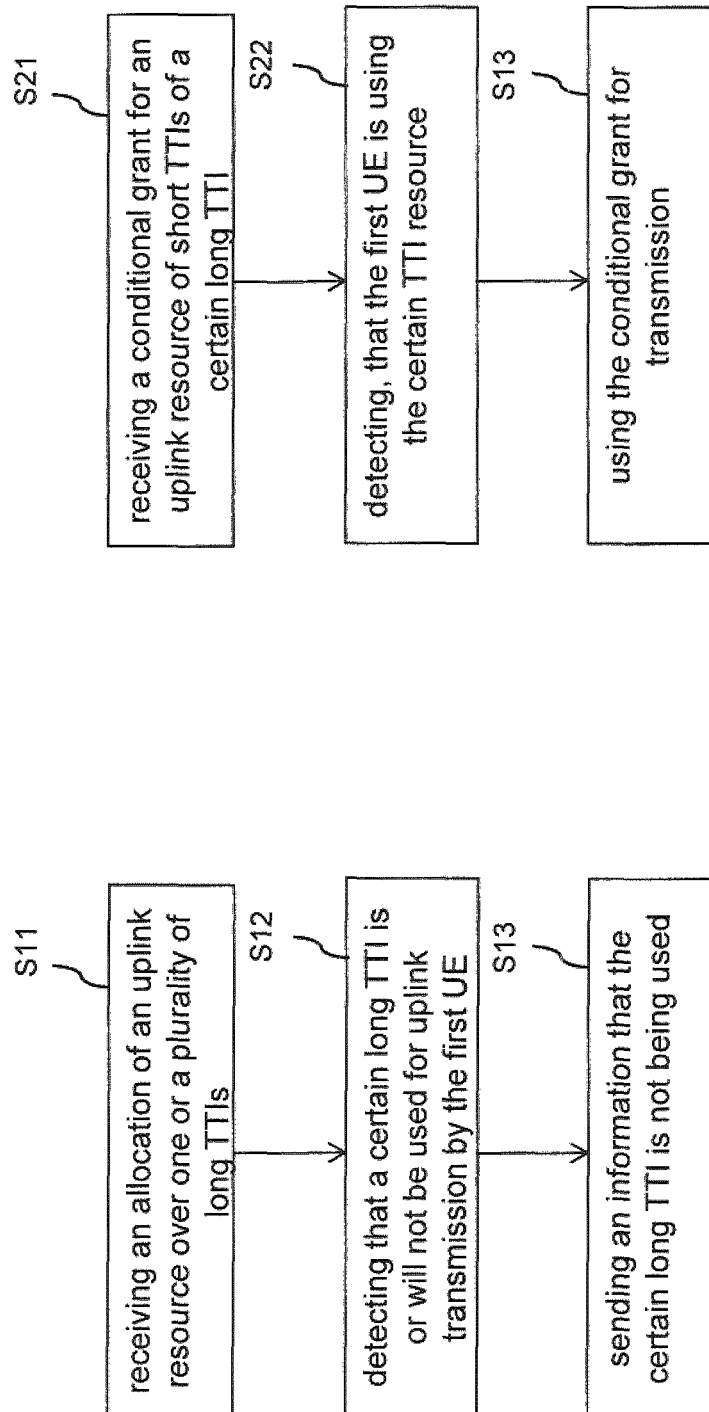 S11
receiving an allocation of an uplink
resource over one or a plurality of
long TTIs
S12
detecting that a certain long TTI is
or will not be used for uplink
transmission by the first UE
S13
sending an information that the
certain long TTI is not being used
S21
receiving a conditional grant for an
uplink resource of short TTIs of a
certain long TTI
S22
detecting, that the first UE is using
the certain TTI resource
S13
using the conditional grant for
transmission